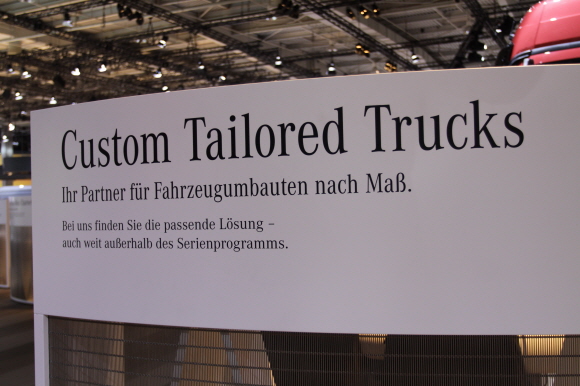 Custom Tailored Trucks
Ihr Partner für Fahrzeugumbauten nach Maß.
Bei uns finden Sie die passende Lösung –
auch weit außerhalb des Serienprogramms.